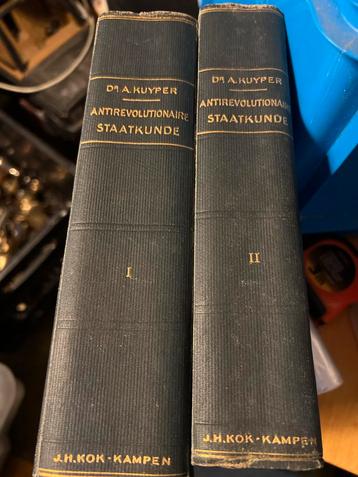 Dr A. KUYPER
ANTIREVOLUTIONAIRE
STAATKUNDE
I
J.H. KOK - KAMPEN
Dr A. KUYPER
ANTIREVOLUTIONAIRE
STAATKUNDE
II
J.H. KOK - KAMPEN